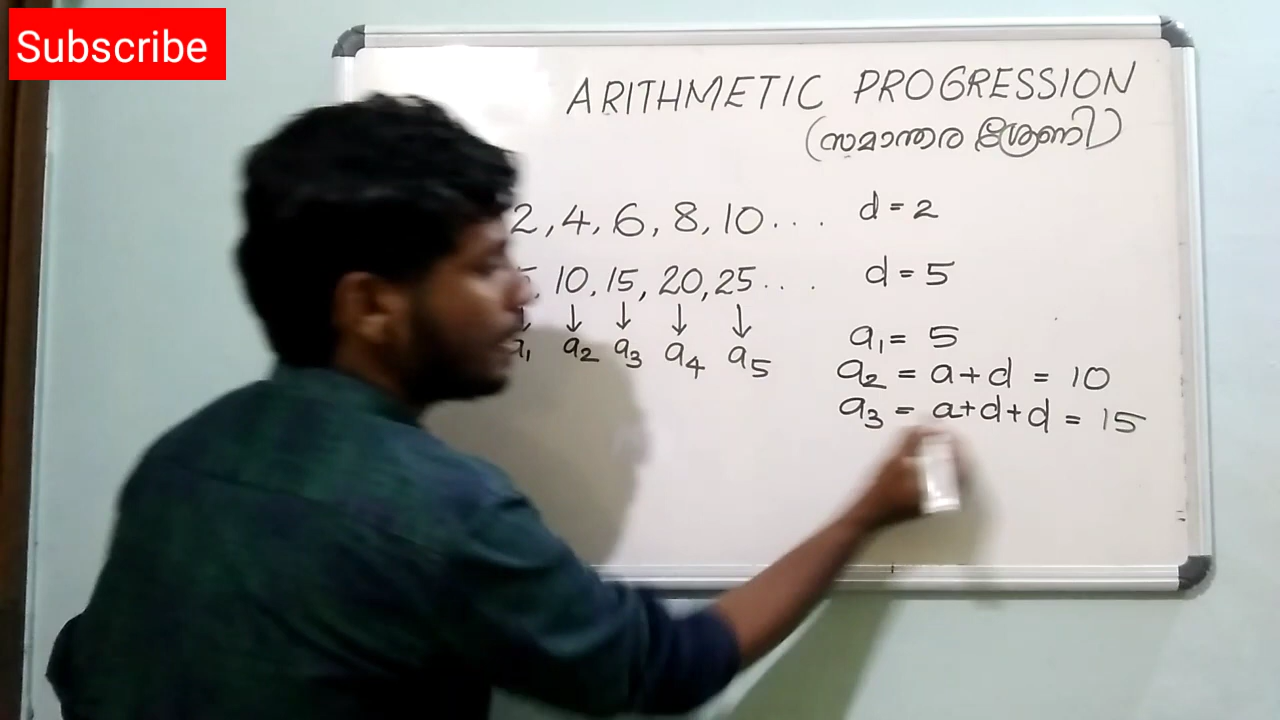 Subscribe
ARITHMETIC PROGRESSION
(സമാന്തര ശ്രേണി)
2, 4, 6, 8, 10 . . . d = 2
10, 15, 20, 25 . . . d = 5
↓ ↓ ↓ ↓ ↓
a₁ a₂ a₃ a₄ a₅
a₁ = 5
a₂ = a+d = 10
a₃ = a+d+d = 15